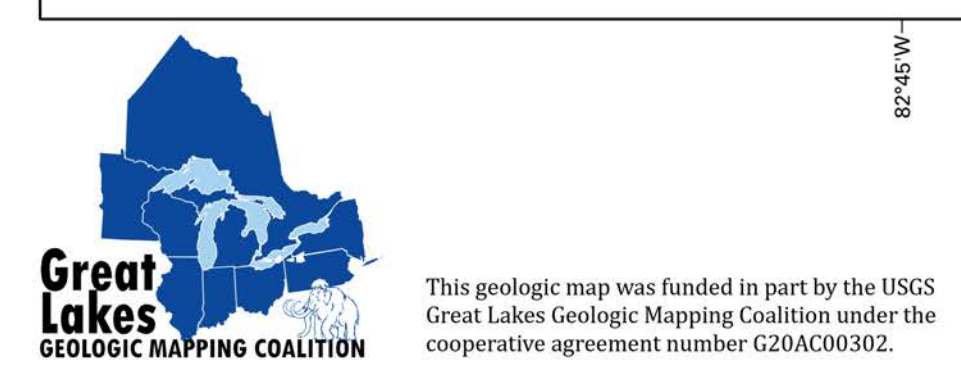 82°45'W
Great
Lakes
GEOLOGIC MAPPING COALITION
This geologic map was funded in part by the USGS
Great Lakes Geologic Mapping Coalition under the
cooperative agreement number G20AC00302.